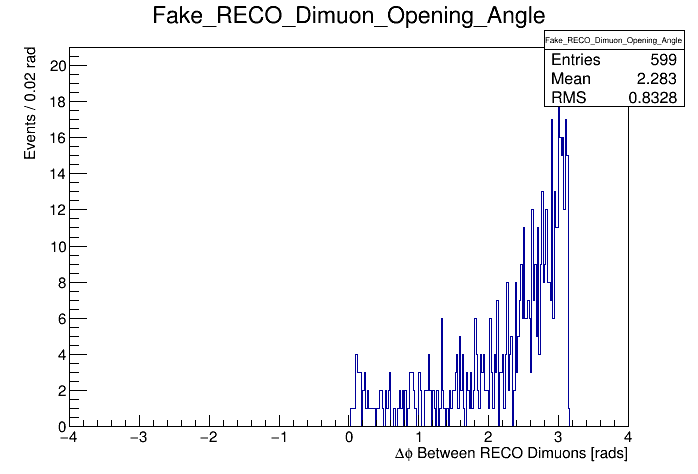 Fake_RECO_Dimuon_Opening_Angle
Fake_RECO_Dimuon_Opening_Angle
Entries 599
Mean 2.283
RMS 0.8328
Events / 0.02 rad
20
18
16
14
12
10
8
6
4
2
0
−4 −3 −2 −1 0 1 2 3 4
Δϕ Between RECO Dimuons [rads]